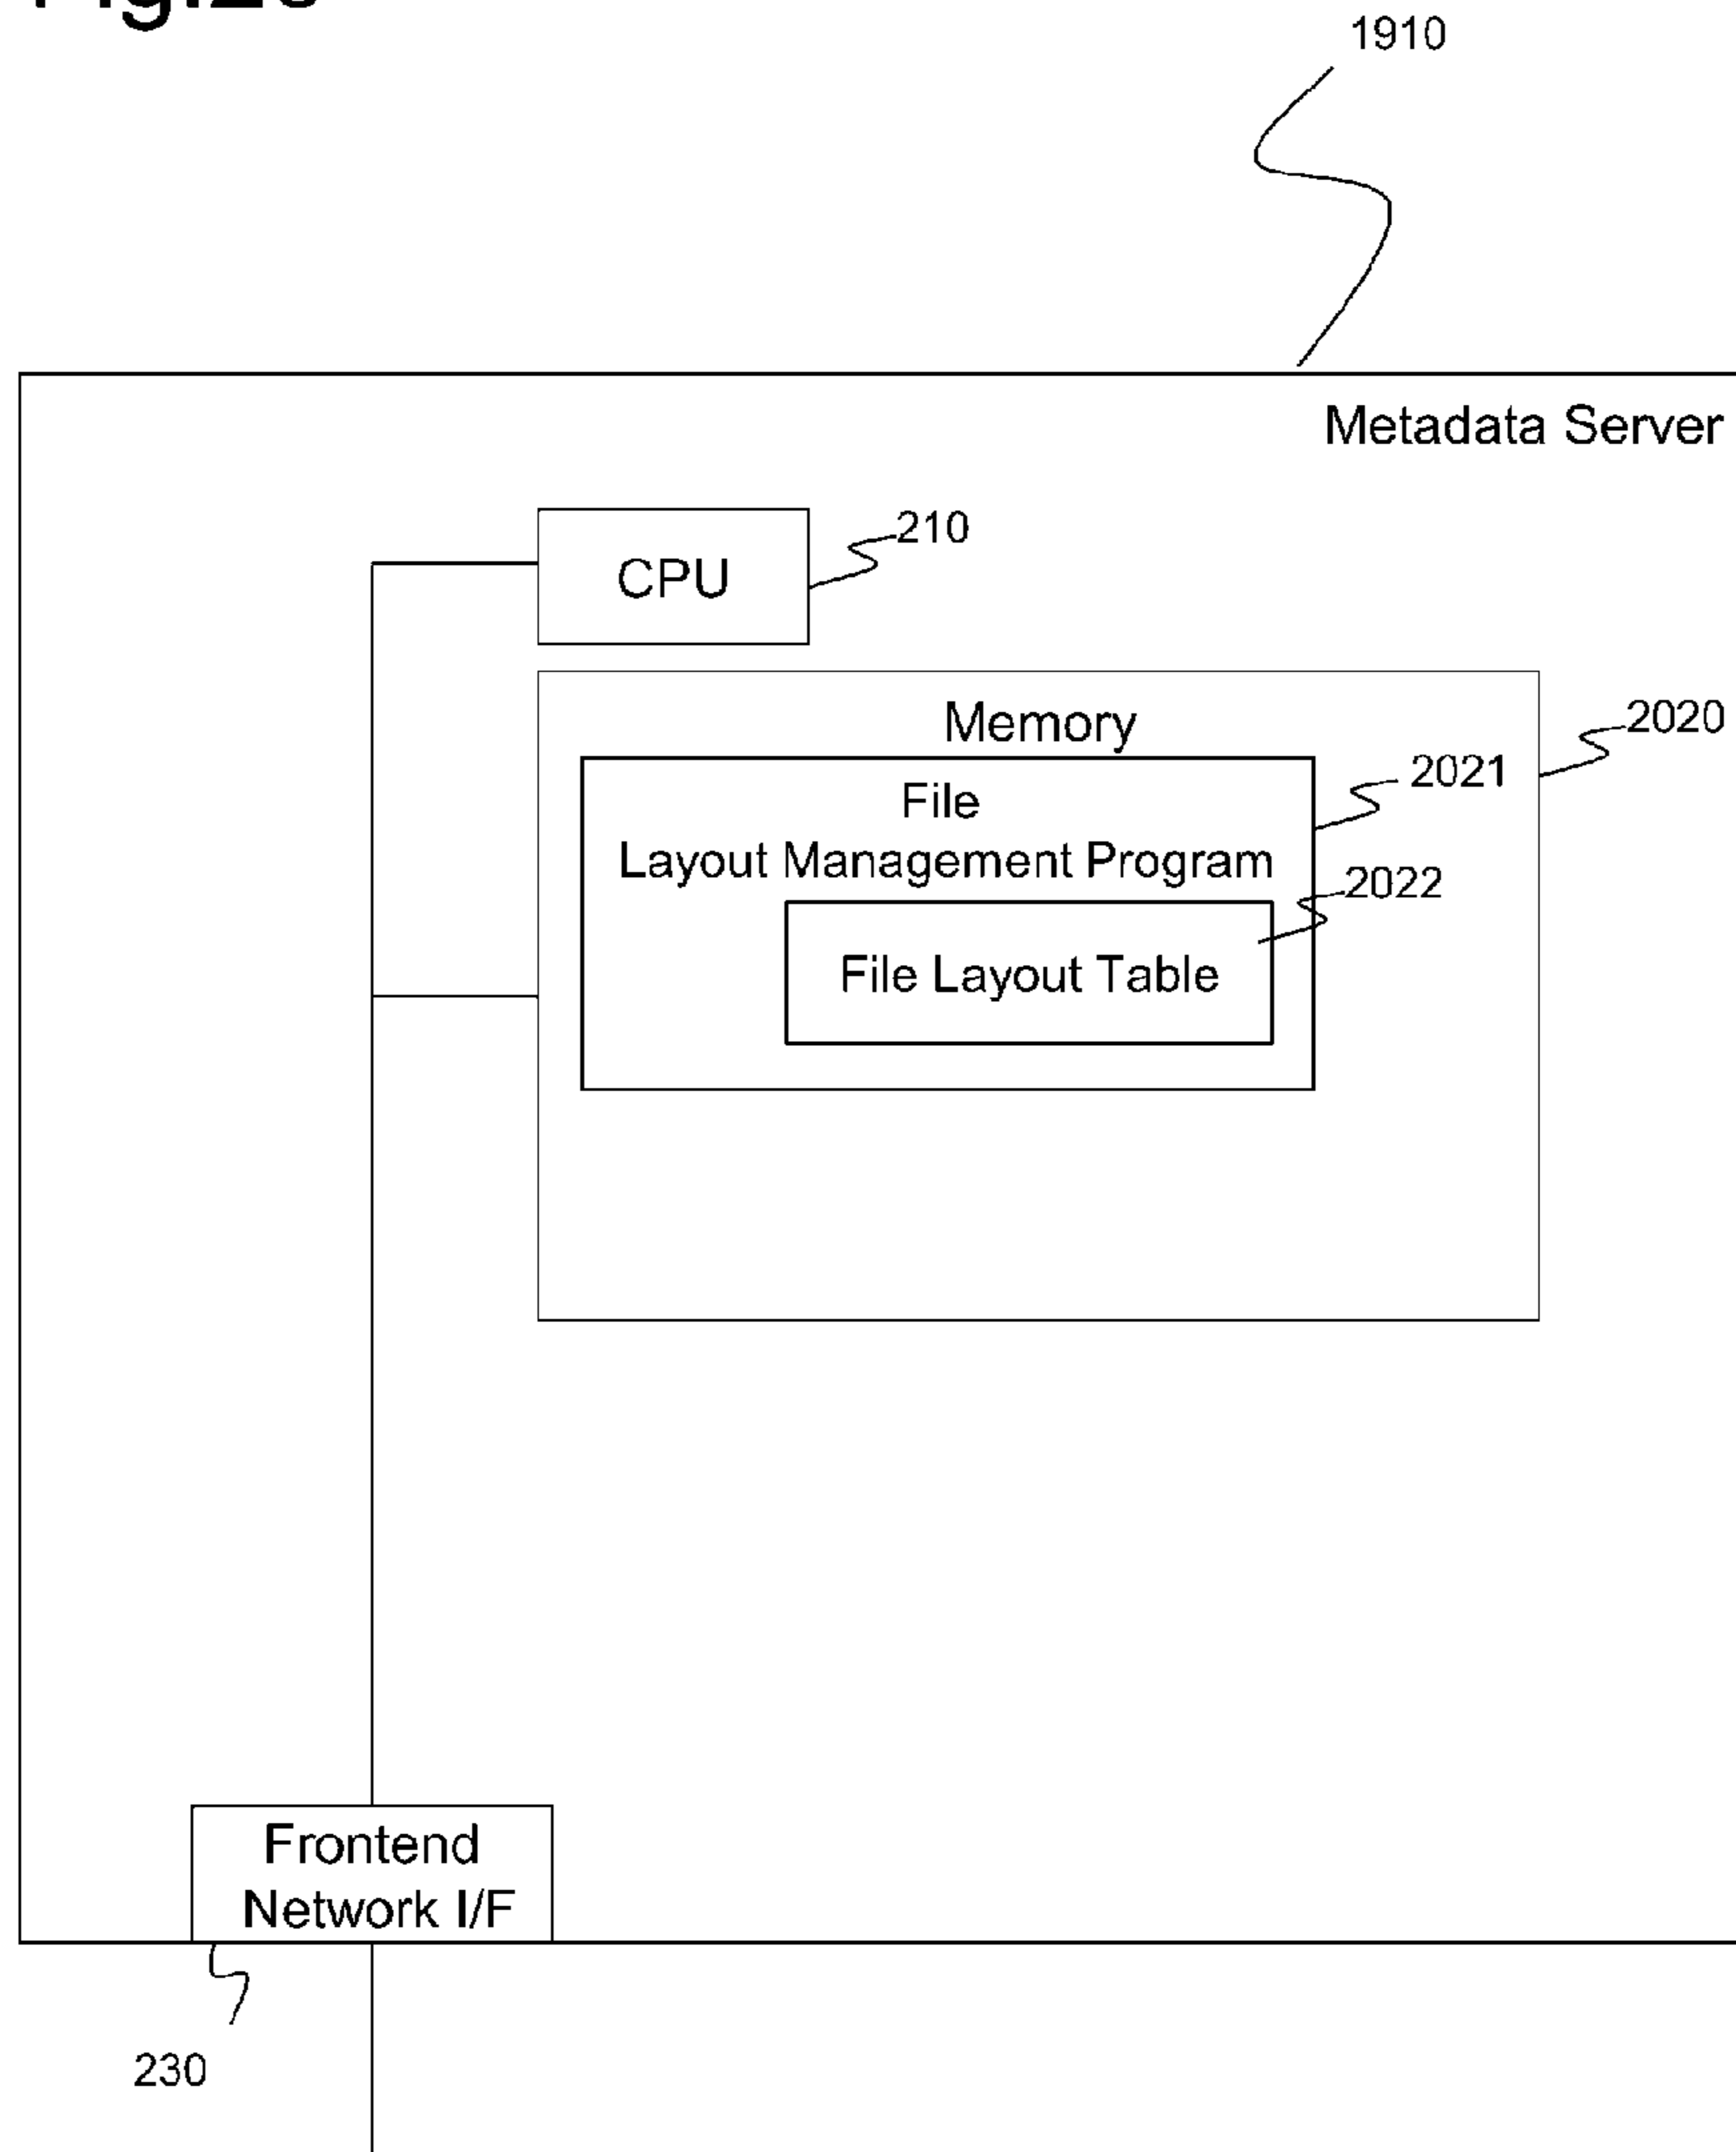 1910
Metadata Server
CPU
210
Memory
2020
File
2021
Layout Management Program
2022
File Layout Table
Frontend
Network I/F
230